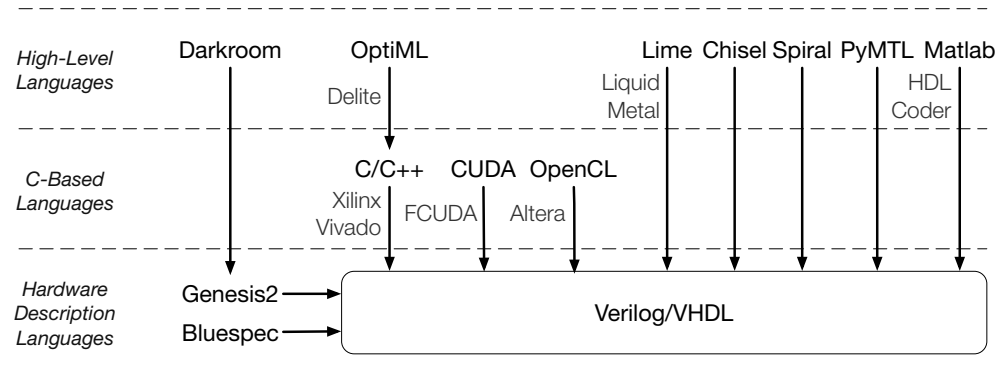 High-Level
Languages
Darkroom
OptiML
Lime
Chisel
Spiral
PyMTL
Matlab
Delite
Liquid
Metal
HDL
Coder
C-Based
Languages
C/C++
CUDA
OpenCL
Xilinx
Vivado
FCUDA
Altera
Hardware
Description
Languages
Genesis2
Bluespec
Verilog/VHDL